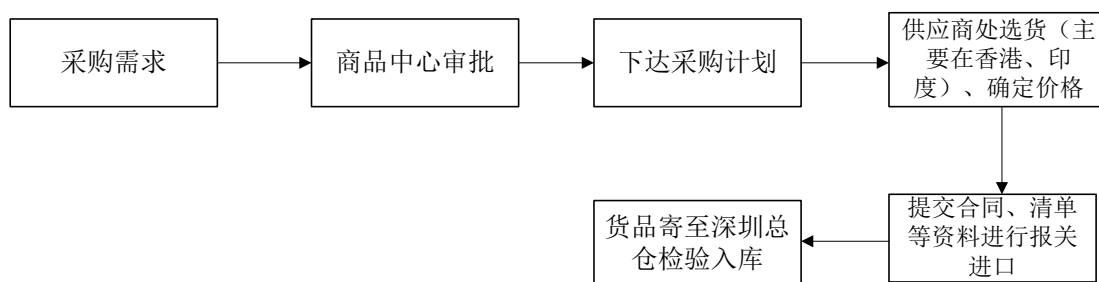 采购需求
商品中心审批
下达采购计划
供应商处选货（主
要在香港、印
度）、确定价格
提交合同、清单
等资料进行报关
进口
货品寄至深圳总
仓检验入库